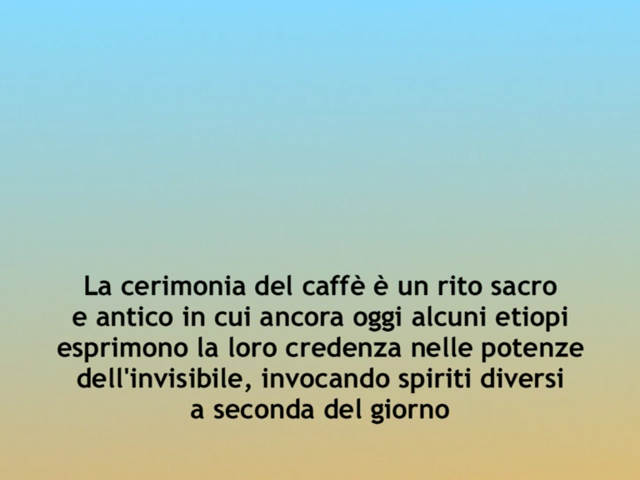 La cerimonia del caffè è un rito sacro
e antico in cui ancora oggi alcuni etiopi
esprimono la loro credenza nelle potenze
dell'invisibile, invocando spiriti diversi
a seconda del giorno